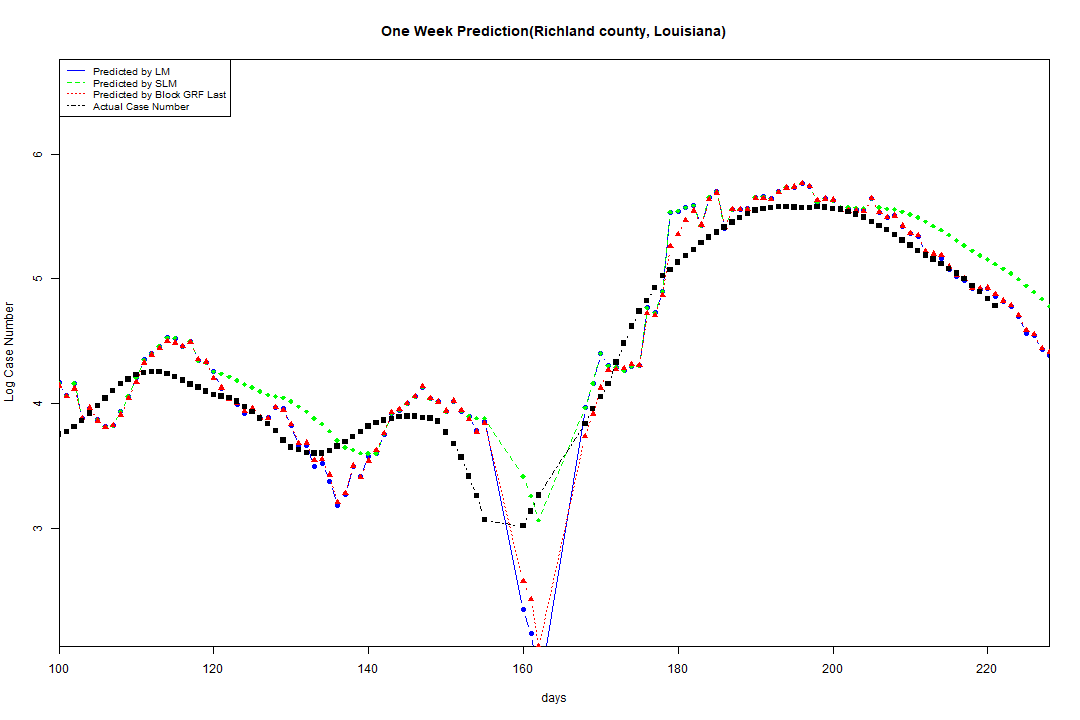 One Week Prediction(Richland county, Louisiana)
Predicted by LM
Predicted by SLM
Predicted by Block GRF Last
Actual Case Number
6
5
4
3
Log Case Number
100 120 140 160 180 200 220
days